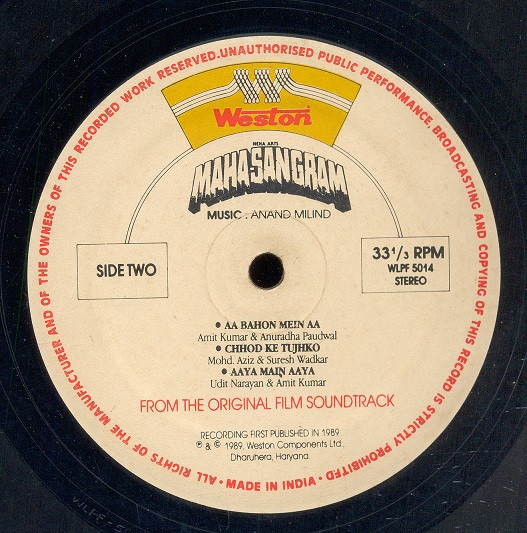 ALL RIGHTS OF THE MANUFACTURER AND OF THE OWNERS OF THIS RECORDED WORK RESERVED.UNAUTHORISED PUBLIC PERFORMANCE BROADCASTING AND COPYING OF THIS RECORD IS STRICTLY PROHIBITED • MADE IN INDIA •
Weston
NEHA ARTS
MAHASANGRAM
MUSIC . ANAND MILIND
SIDE TWO
33 1/3 RPM
WLPF 5014
STEREO
• AA BAHON MEIN AA
Amit Kumar & Anuradha Paudwal
• CHHOD KE TUJHKO
Mohd. Aziz & Suresh Wadkar
• AAYA MAIN AAYA
Udit Narayan & Amit Kumar
FROM THE ORIGINAL FILM SOUNDTRACK
RECORDING FIRST PUBLISHED IN 1989
℗ & © 1989, Weston Components Ltd.,
Dharuhera, Haryana.